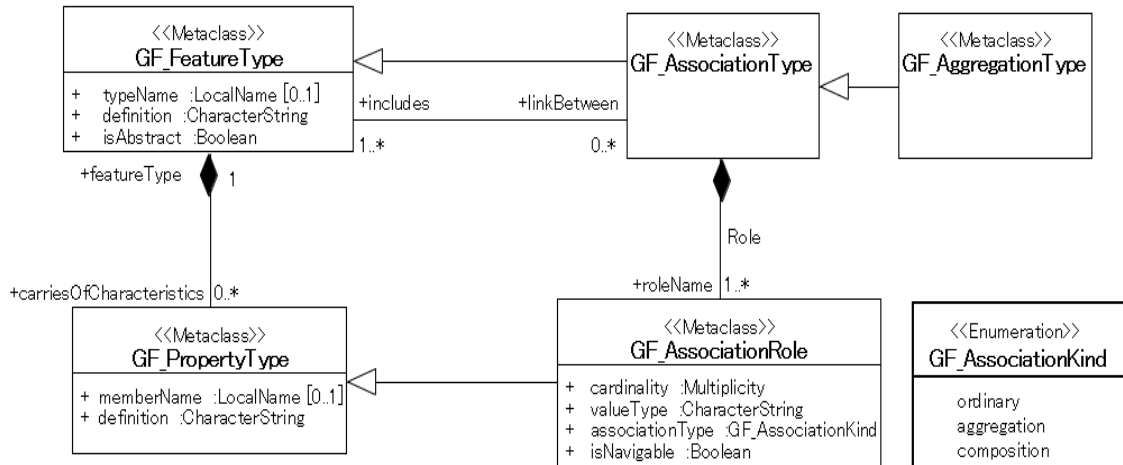 <<Metaclass>>
GF_FeatureType
+ typeName :LocalName [0..1]
+ definition :CharacterString
+ isAbstract :Boolean
<<Metaclass>>
GF_AssociationType
<<Metaclass>>
GF_AggregationType
+includes
+linkBetween
1..*
0..*
+featureType
1
Role
+carriesOfCharacteristics
0..*
+roleName
1..*
<<Metaclass>>
GF_PropertyType
+ memberName :LocalName [0..1]
+ definition :CharacterString
<<Metaclass>>
GF_AssociationRole
+ cardinality :Multiplicity
+ valueType :CharacterString
+ associationType :GF_AssociationKind
+ isNavigable :Boolean
<<Enumeration>>
GF_AssociationKind
ordinary
aggregation
composition